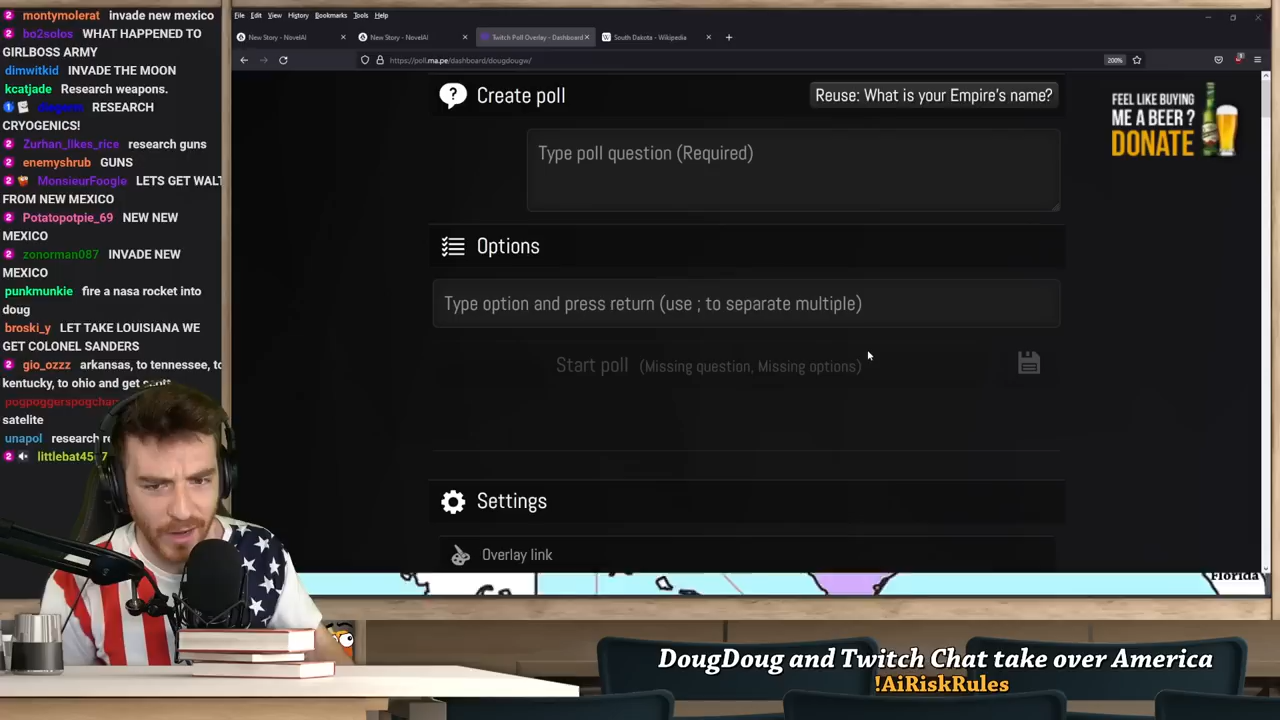 montymolerat invade new mexico
bo2solos WHAT HAPPENED TO
GIRLBOSS ARMY
dimwitkid INVADE THE MOON
kcatjade Research weapons.
RESEARCH
CRYOGENICS!
Zurhan_likes_rice research guns
enemyshrub GUNS
MonsieurFoogle LETS GET WALT
FROM NEW MEXICO
Potatopotpie_69 NEW NEW
MEXICO
zonorman087 INVADE NEW
MEXICO
punkmunkie fire a nasa rocket into
doug
broski_y LET TAKE LOUISIANA WE
GET COLONEL SANDERS
gio_ozzz arkansas, to tennessee, to
kentucky, to ohio and get
satelite
unapol research
File Edit View History Bookmarks Tools Help
New Story - NovelAI
New Story - NovelAI
Twitch Poll Overlay - Dashboard
South Dakota - Wikipedia
https://poll.ma.pe/dashboard/dougdougw/
200%
Create poll
Reuse: What is your Empire's name?
Type poll question (Required)
Options
Type option and press return (use ; to separate multiple)
Start poll (Missing question, Missing options)
Settings
Overlay link
FEEL LIKE BUYING
ME A BEER ?
DONATE
Florida
DougDoug and Twitch Chat take over America
!AiRiskRules